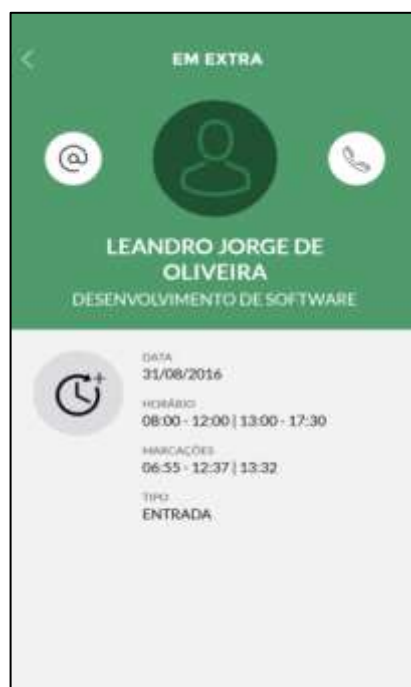 EM EXTRA
LEANDRO JORGE DE
OLIVEIRA
DESENVOLVIMENTO DE SOFTWARE
DATA
31/08/2016
HORÁRIO
08:00 - 12:00 | 13:00 - 17:30
MARCAÇÕES
06:55 - 12:37 | 13:32
TIPO
ENTRADA